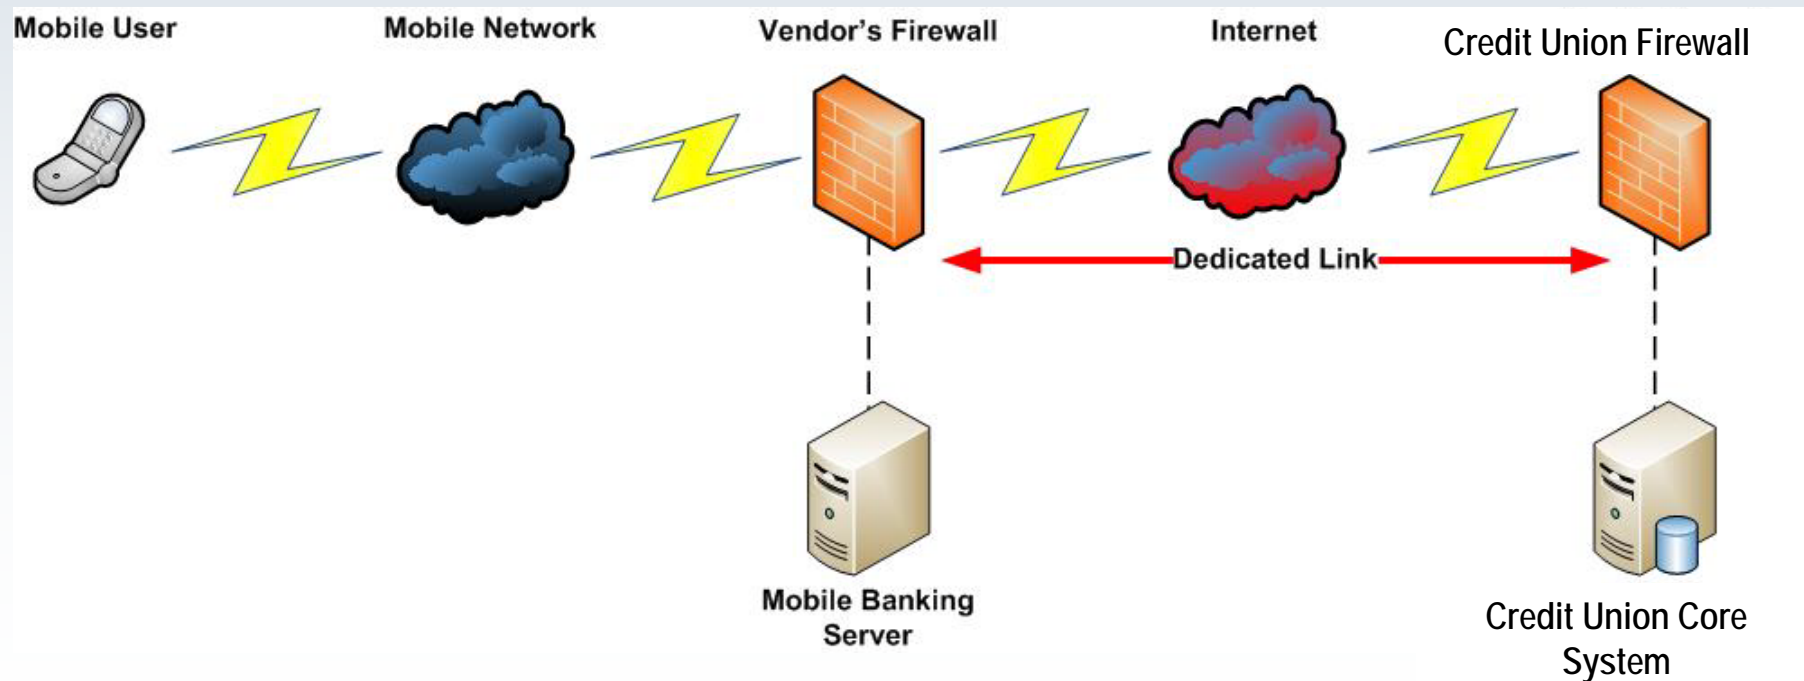 Mobile User
Mobile Network
Vendor's Firewall
Internet
Credit Union Firewall
Dedicated Link
Mobile Banking
Server
Credit Union Core
System